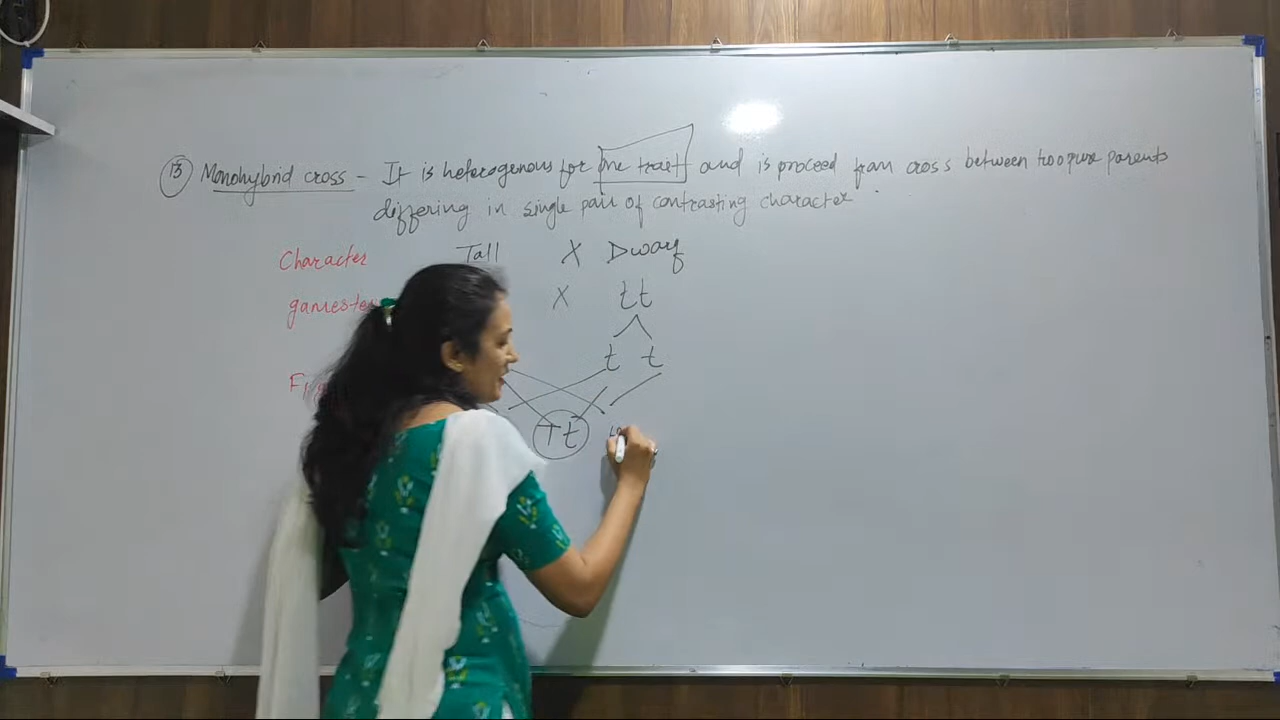 13 Monohybrid cross - It is heterogenous for one trait and is proceed from cross between two pure parents
differing in single pair of contrasting character
Character Tall X Dwarf
X tt
t t
F1
Tt